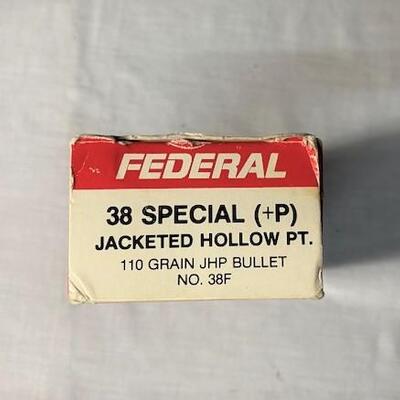 FEDERAL
38 SPECIAL (+P)
JACKETED HOLLOW PT.
110 GRAIN JHP BULLET
NO. 38F